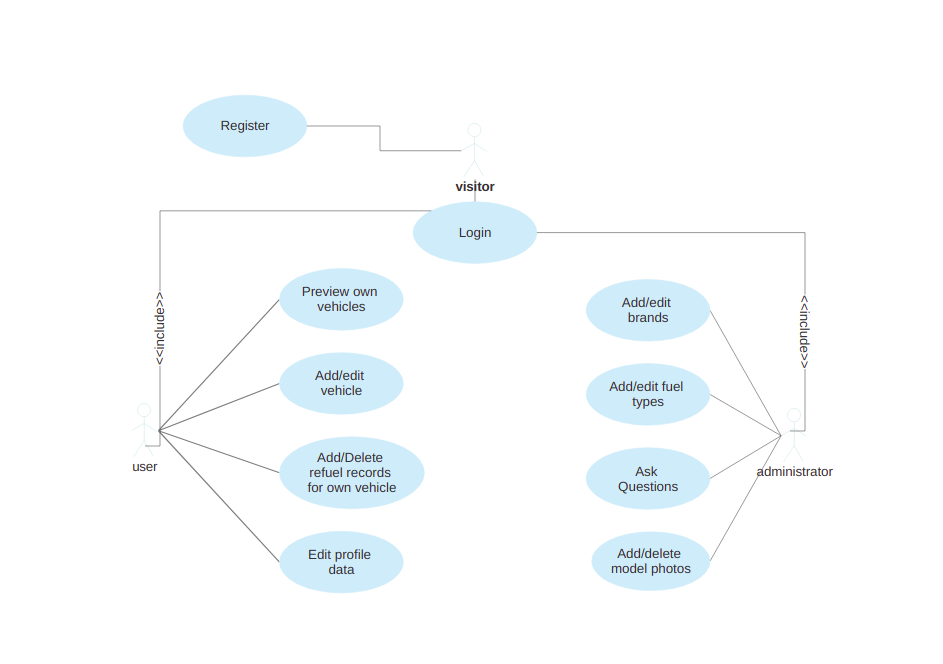 Register
visitor
Login
<<include>>
<<include>>
Preview own
vehicles
Add/edit
vehicle
Add/Delete
refuel records
for own vehicle
Edit profile
data
user
Add/edit
brands
Add/edit fuel
types
Ask
Questions
Add/delete
model photos
administrator